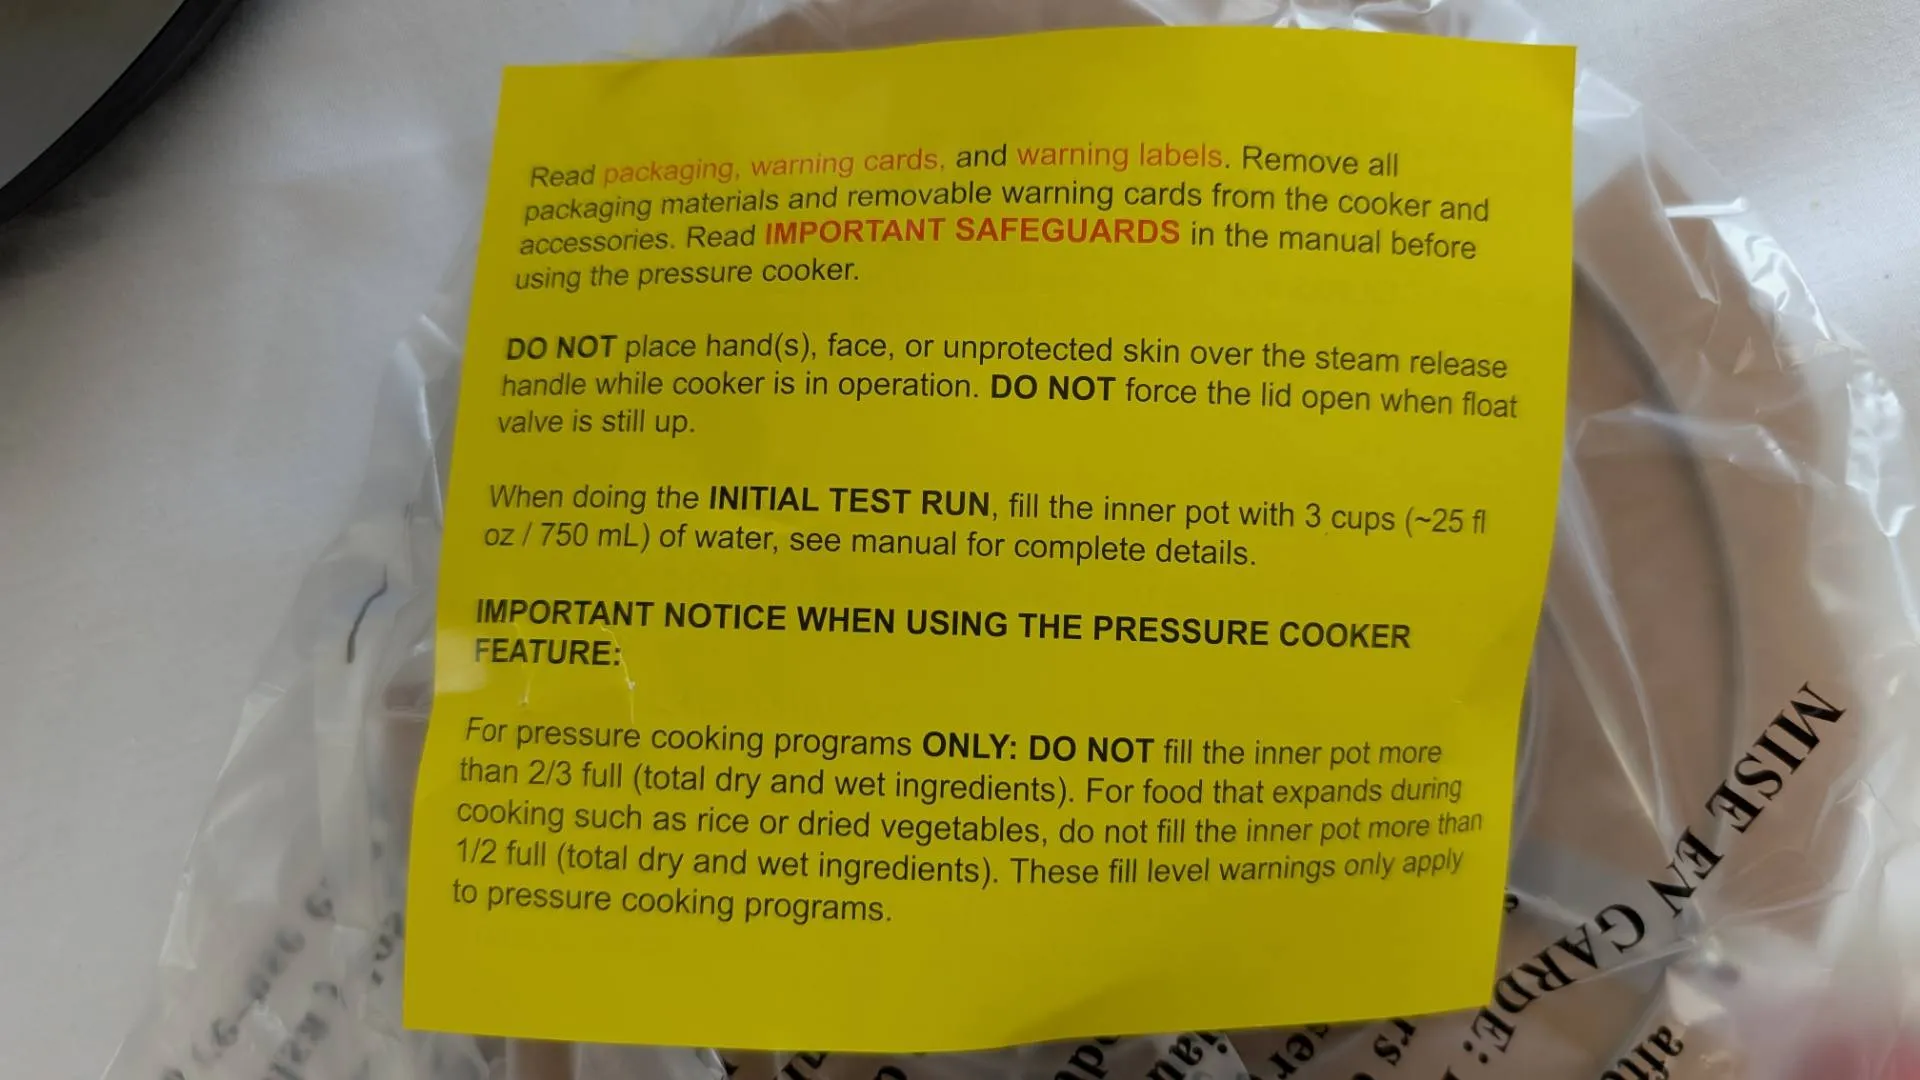 Read packaging, warning cards, and warning labels. Remove all
packaging materials and removable warning cards from the cooker and
accessories. Read IMPORTANT SAFEGUARDS in the manual before
using the pressure cooker.
DO NOT place hand(s), face, or unprotected skin over the steam release
handle while cooker is in operation. DO NOT force the lid open when float
valve is still up.
When doing the INITIAL TEST RUN, fill the inner pot with 3 cups (~25 fl
oz / 750 mL) of water, see manual for complete details.
IMPORTANT NOTICE WHEN USING THE PRESSURE COOKER
FEATURE:
For pressure cooking programs ONLY: DO NOT fill the inner pot more
than 2/3 full (total dry and wet ingredients). For food that expands during
cooking such as rice or dried vegetables, do not fill the inner pot more than
1/2 full (total dry and wet ingredients). These fill level warnings only apply
to pressure cooking programs.
MISE EN GARDE: